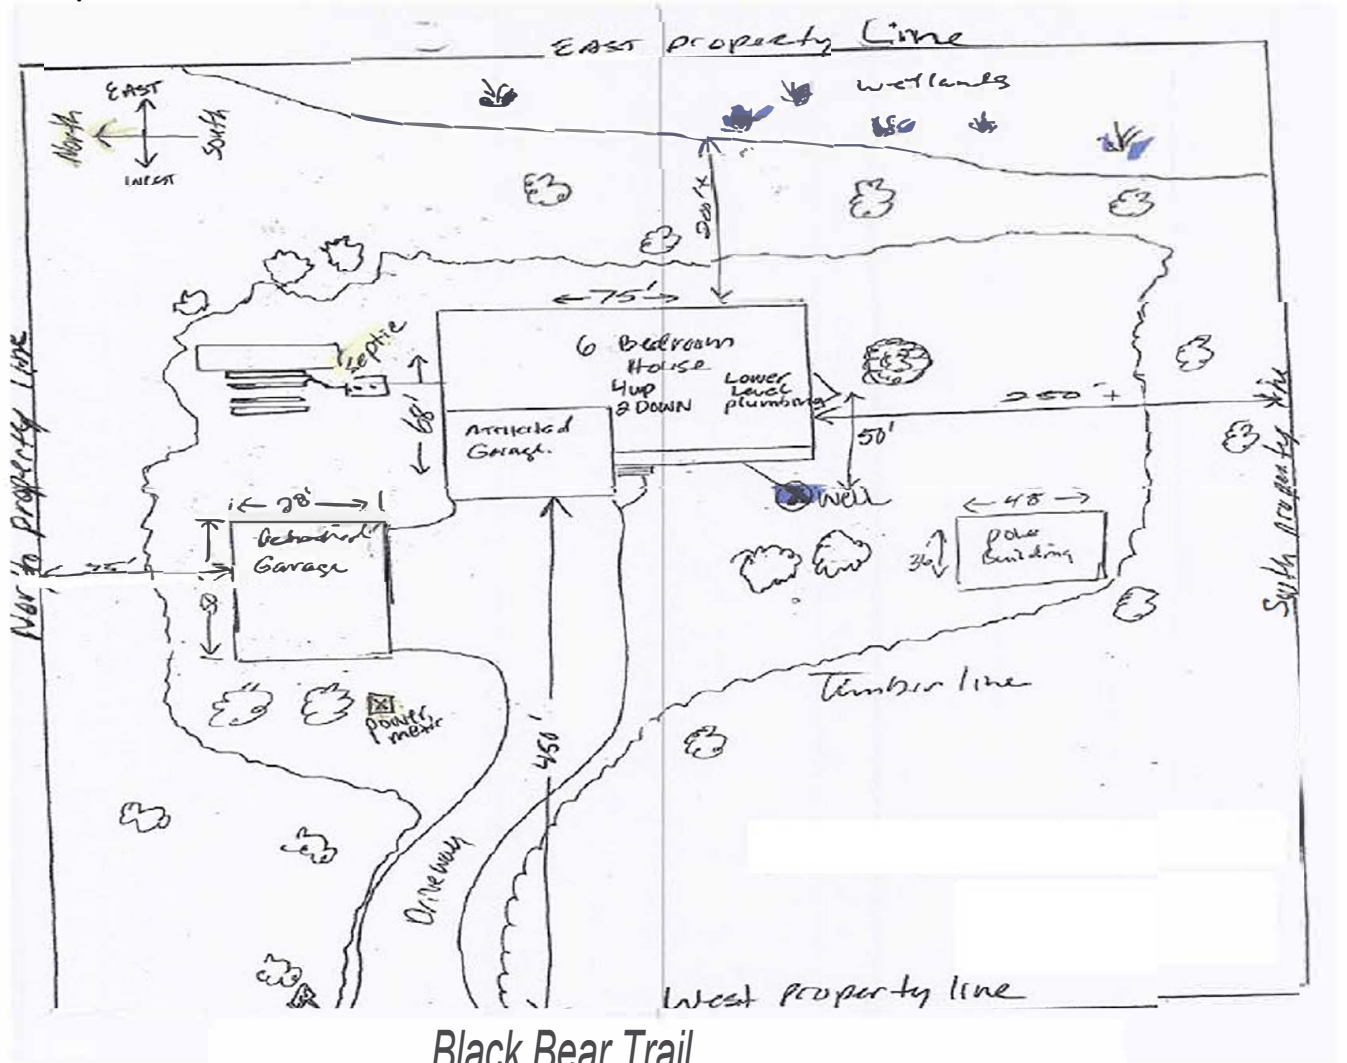 EAST property Line
wetlands
EAST
North
South
WEST
200'±
75'
6 Bedroom
House
4 up
2 DOWN
Lower
Level
plumbing
septic
68'
Attached
Garage.
250'+
50'
well
28'
Detached
Garage
48'
pole
Building
36'
North property line
South property line
Timber line
power
meter
450'
Driveway
West property line
Black Bear Trail